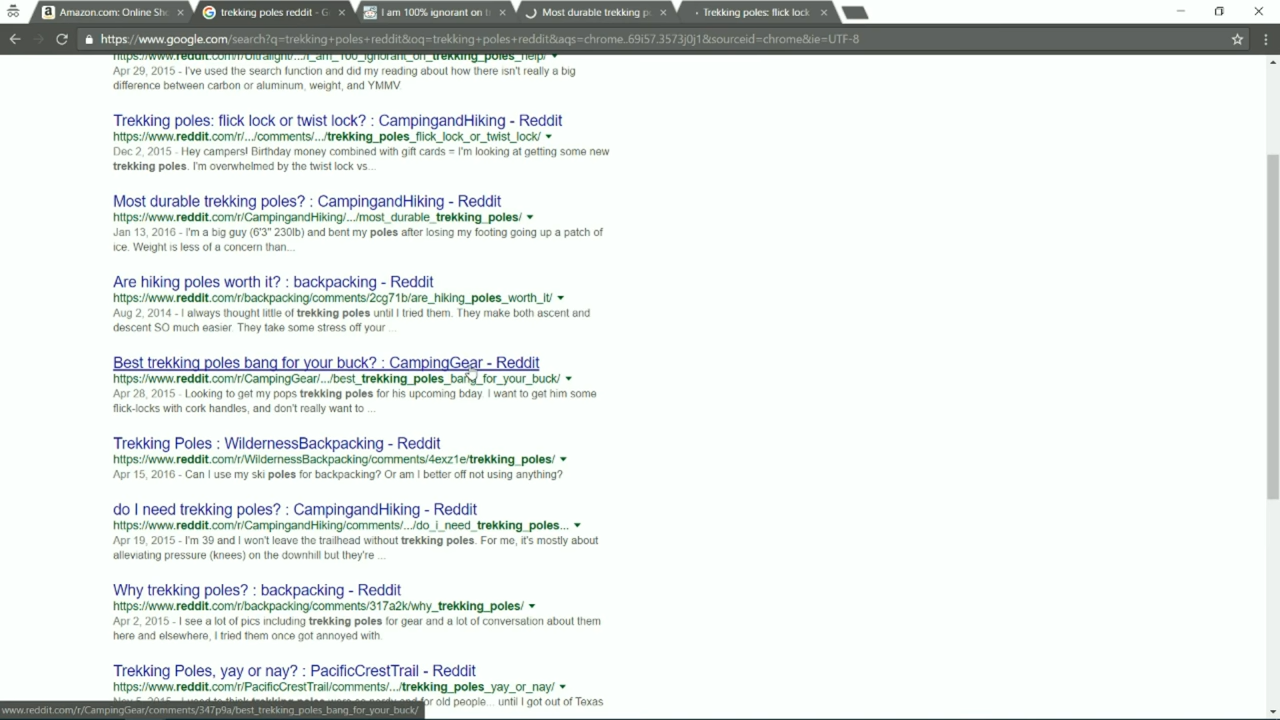 Amazon.com: Online Sh
trekking poles reddit - G
I am 100% ignorant on t
Most durable trekking p
Trekking poles: flick lock
https://www.google.com/search?q=trekking+poles+reddit&oq=trekking+poles+reddit&aqs=chrome..69i57.3573j0j1&sourceid=chrome&ie=UTF-8
https://www.reddit.com/r/Ultralight/.../i_am_100_ignorant_on_trekking_poles_help/
Apr 29, 2015 - I've used the search function and did my reading about how there isn't really a big
difference between carbon or aluminum, weight, and YMMV.
Trekking poles: flick lock or twist lock? : CampingandHiking - Reddit
https://www.reddit.com/r/.../comments/.../trekking_poles_flick_lock_or_twist_lock/
Dec 2, 2015 - Hey campers! Birthday money combined with gift cards = I'm looking at getting some new
trekking poles. I'm overwhelmed by the twist lock vs...
Most durable trekking poles? : CampingandHiking - Reddit
https://www.reddit.com/r/CampingandHiking/.../most_durable_trekking_poles/
Jan 13, 2016 - I'm a big guy (6'3" 230lb) and bent my poles after losing my footing going up a patch of
ice. Weight is less of a concern than...
Are hiking poles worth it? : backpacking - Reddit
https://www.reddit.com/r/backpacking/comments/2cg71b/are_hiking_poles_worth_it/
Aug 2, 2014 - I always thought little of trekking poles until I tried them. They make both ascent and
descent SO much easier. They take some stress off your ...
Best trekking poles bang for your buck? : CampingGear - Reddit
https://www.reddit.com/r/CampingGear/.../best_trekking_poles_bang_for_your_buck/
Apr 28, 2015 - Looking to get my pops trekking poles for his upcoming bday. I want to get him some
flick-locks with cork handles, and don't really want to ...
Trekking Poles : WildernessBackpacking - Reddit
https://www.reddit.com/r/WildernessBackpacking/comments/4exz1e/trekking_poles/
Apr 15, 2016 - Can I use my ski poles for backpacking? Or am I better off not using anything?
do I need trekking poles? : CampingandHiking - Reddit
https://www.reddit.com/r/CampingandHiking/comments/.../do_i_need_trekking_poles...
Apr 19, 2015 - I'm 39 and I won't leave the trailhead without trekking poles. For me, it's mostly about
alleviating pressure (knees) on the downhill but they're ...
Why trekking poles? : backpacking - Reddit
https://www.reddit.com/r/backpacking/comments/317a2k/why_trekking_poles/
Apr 2, 2015 - I see a lot of pics including trekking poles for gear and a lot of conversation about them
here and elsewhere, I tried them once got annoyed with.
Trekking Poles, yay or nay? : PacificCrestTrail - Reddit
https://www.reddit.com/r/PacificCrestTrail/comments/.../trekking_poles_yay_or_nay/
Nov 5, 2015 - I used to think trekking poles were so nerdy and for old people... until I got out of Texas
www.reddit.com/r/CampingGear/comments/347p9a/best_trekking_poles_bang_for_your_buck/